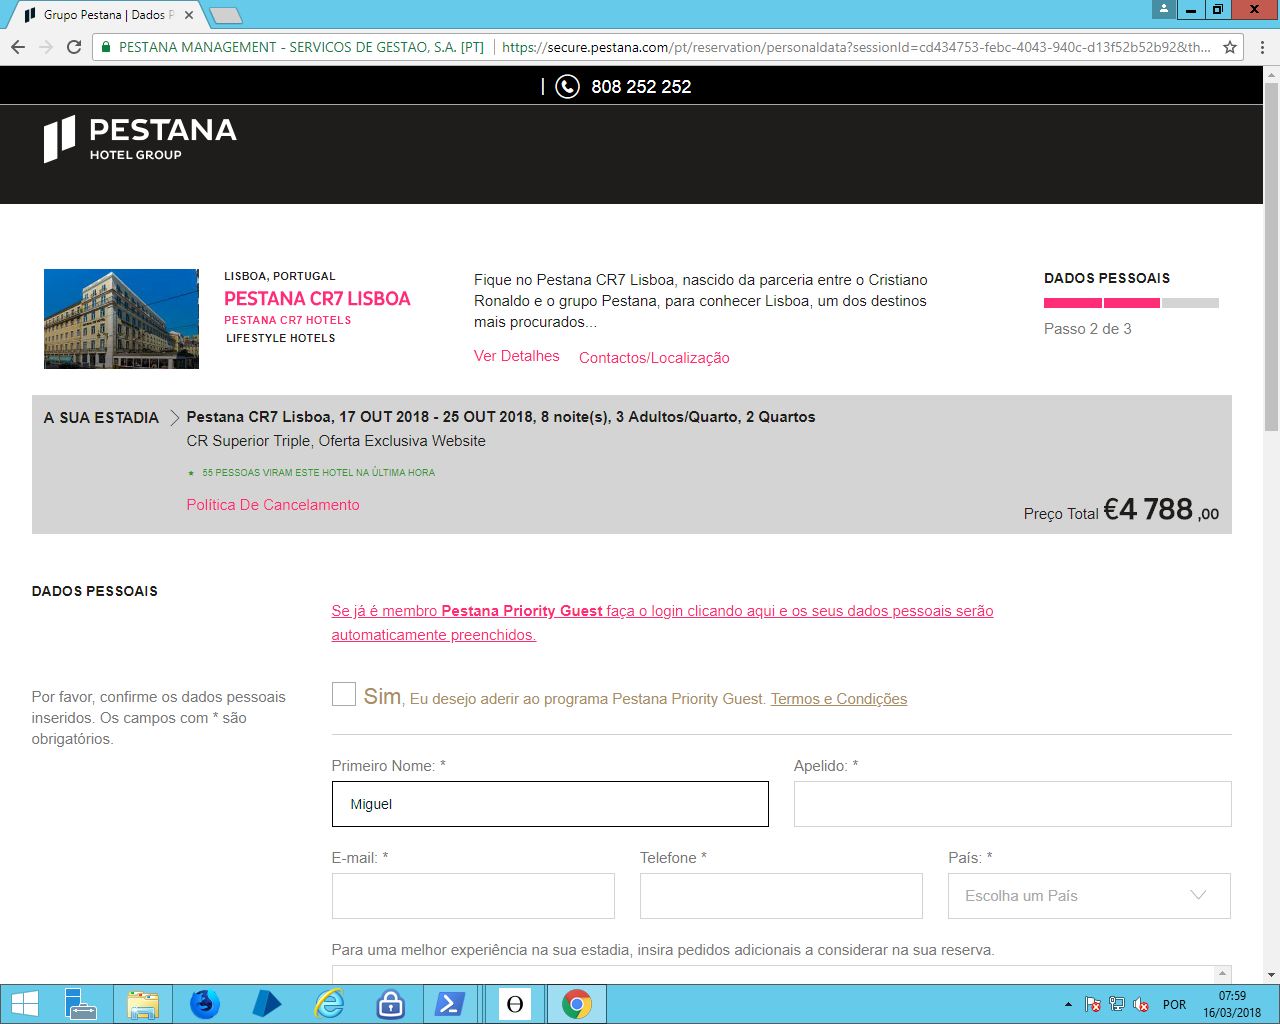 Grupo Pestana | Dados P
PESTANA MANAGEMENT - SERVICOS DE GESTAO, S.A. [PT] | https://secure.pestana.com/pt/reservation/personaldata?sessionId=cd434753-febc-4043-940c-d13f52b52b92&th...
| 808 252 252
PESTANA
HOTEL GROUP
LISBOA, PORTUGAL
PESTANA CR7 LISBOA
PESTANA CR7 HOTELS
LIFESTYLE HOTELS
Fique no Pestana CR7 Lisboa, nascido da parceria entre o Cristiano
Ronaldo e o grupo Pestana, para conhecer Lisboa, um dos destinos
mais procurados...
Ver Detalhes Contactos/Localização
DADOS PESSOAIS
Passo 2 de 3
A SUA ESTADIA
Pestana CR7 Lisboa, 17 OUT 2018 - 25 OUT 2018, 8 noite(s), 3 Adultos/Quarto, 2 Quartos
CR Superior Triple, Oferta Exclusiva Website
★ 55 PESSOAS VIRAM ESTE HOTEL NA ÚLTIMA HORA
Política De Cancelamento
Preço Total €4 788 ,00
DADOS PESSOAIS
Se já é membro Pestana Priority Guest faça o login clicando aqui e os seus dados pessoais serão
automaticamente preenchidos.
Por favor, confirme os dados pessoais
inseridos. Os campos com * são
obrigatórios.
Sim, Eu desejo aderir ao programa Pestana Priority Guest. Termos e Condições
Primeiro Nome: * Apelido: *
Miguel
E-mail: * Telefone * País: *
Escolha um País
Para uma melhor experiência na sua estadia, insira pedidos adicionais a considerar na sua reserva.
POR
07:59
16/03/2018